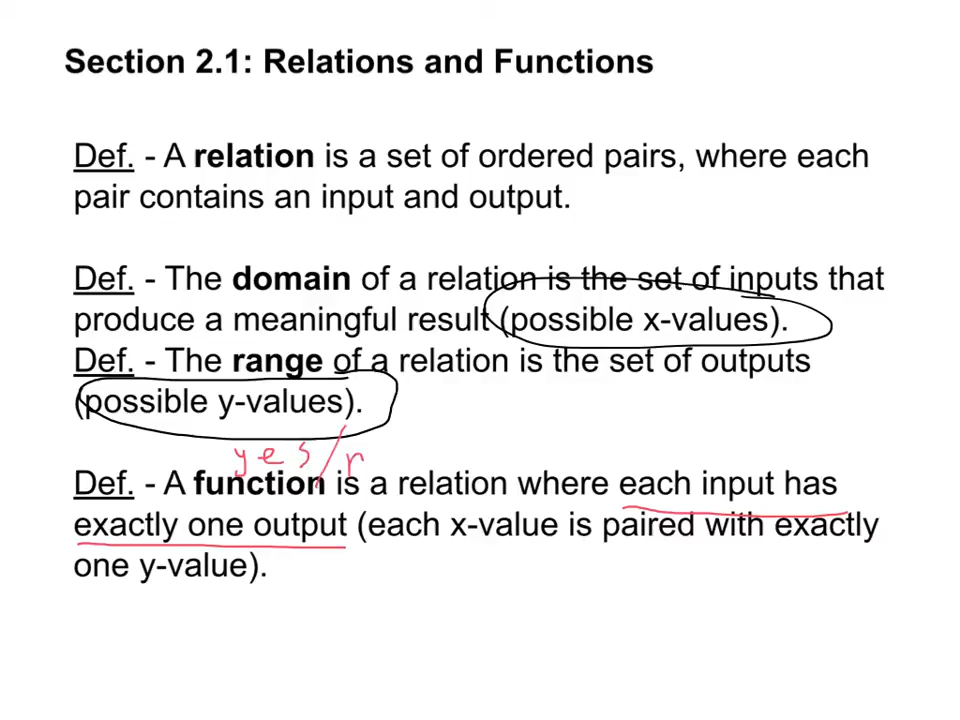 Section 2.1: Relations and Functions
Def. - A relation is a set of ordered pairs, where each
pair contains an input and output.
Def. - The domain of a relation is the set of inputs that
produce a meaningful result (possible x-values).
Def. - The range of a relation is the set of outputs
(possible y-values).
yes/r
Def. - A function is a relation where each input has
exactly one output (each x-value is paired with exactly
one y-value).